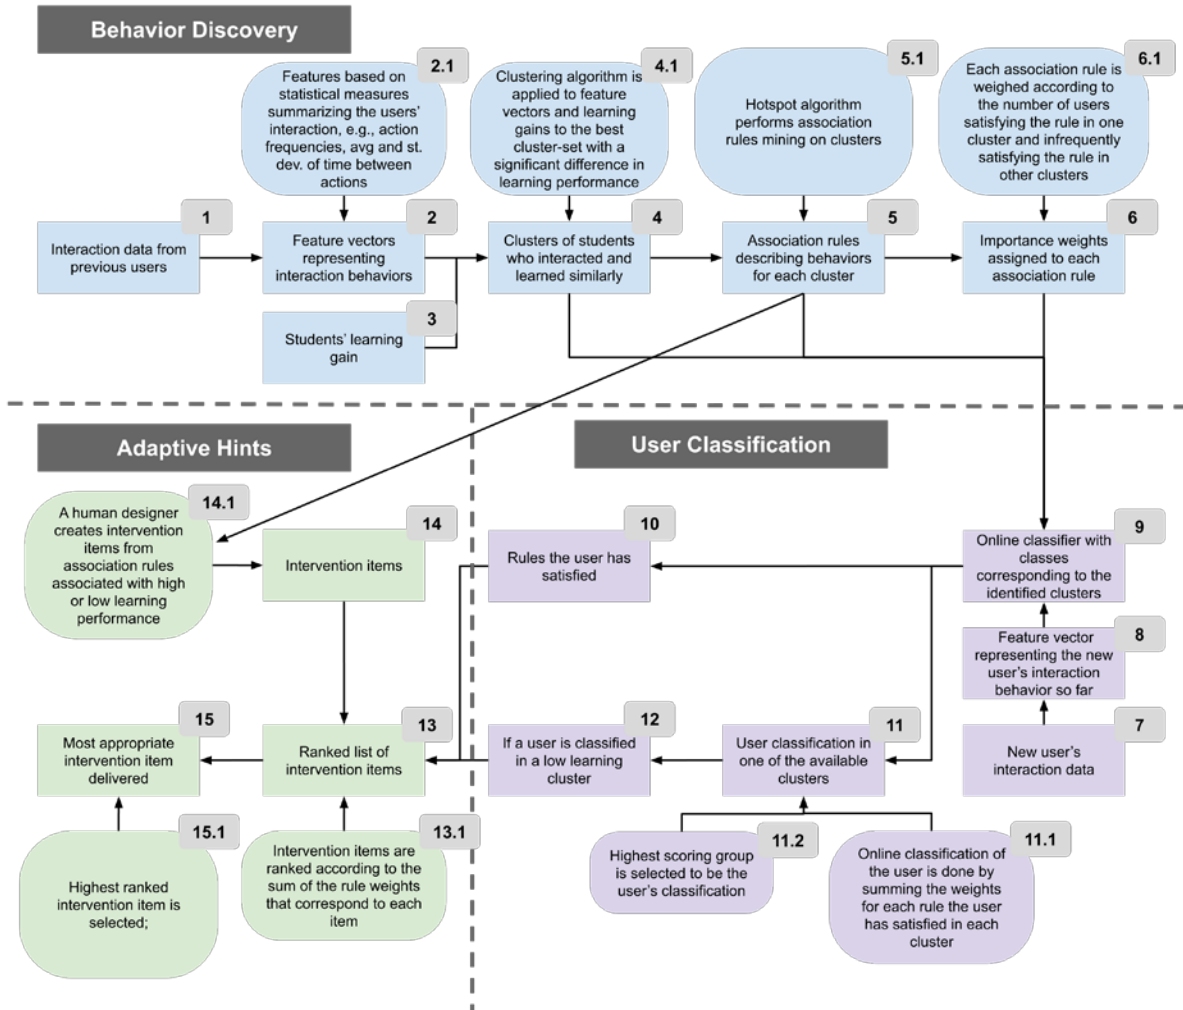 Behavior Discovery
2.1
Features based on
statistical measures
summarizing the users'
interaction, e.g., action
frequencies, avg and st.
dev. of time between
actions
4.1
Clustering algorithm is
applied to feature
vectors and learning
gains to the best
cluster-set with a
significant difference in
learning performance
5.1
Hotspot algorithm
performs association
rules mining on clusters
6.1
Each association rule is
weighed according to
the number of users
satisfying the rule in one
cluster and infrequently
satisfying the rule in
other clusters
1
Interaction data from
previous users
2
Feature vectors
representing
interaction behaviors
3
Students' learning
gain
4
Clusters of students
who interacted and
learned similarly
5
Association rules
describing behaviors
for each cluster
6
Importance weights
assigned to each
association rule
Adaptive Hints
14.1
A human designer
creates intervention
items from
association rules
associated with high
or low learning
performance
14
Intervention items
15
Most appropriate
intervention item
delivered
13
Ranked list of
intervention items
15.1
Highest ranked
intervention item is
selected;
13.1
Intervention items are
ranked according to the
sum of the rule weights
that correspond to each
item
User Classification
10
Rules the user has
satisfied
9
Online classifier with
classes
corresponding to the
identified clusters
8
Feature vector
representing the new
user's interaction
behavior so far
7
New user's
interaction data
12
If a user is classified
in a low learning
cluster
11
User classification in
one of the available
clusters
11.2
Highest scoring group
is selected to be the
user's classification
11.1
Online classification of
the user is done by
summing the weights
for each rule the user
has satisfied in each
cluster